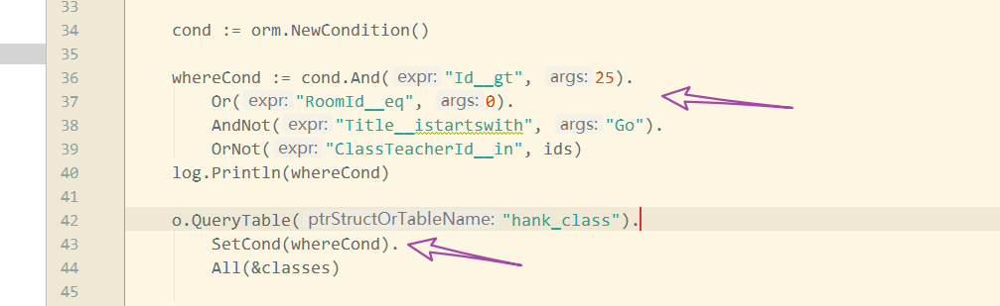 33
34 cond := orm.NewCondition()
35
36 whereCond := cond.And( expr: "Id__gt", args: 25).
37 Or( expr: "RoomId__eq", args: 0).
38 AndNot( expr: "Title__istartswith", args: "Go").
39 OrNot( expr: "ClassTeacherId__in", ids)
40 log.Println(whereCond)
41
42 o.QueryTable( ptrStructOrTableName: "hank_class").
43 SetCond(whereCond).
44 All(&classes)
45